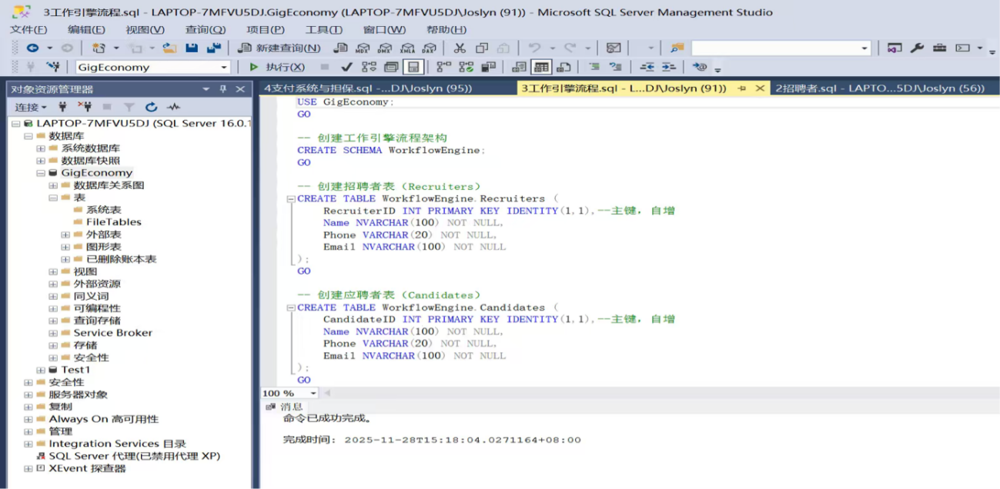 3工作引擎流程.sql - LAPTOP-7MFVU5DJ.GigEconomy (LAPTOP-7MFVU5DJ\Joslyn (91)) - Microsoft SQL Server Management Studio
文件(F) 编辑(E) 视图(V) 查询(Q) 项目(P) 工具(T) 窗口(W) 帮助(H)
新建查询(N) MDX DMX XMLA DAX
GigEconomy 执行(X)
对象资源管理器
连接
LAPTOP-7MFVU5DJ (SQL Server 16.0.1
数据库
系统数据库
数据库快照
GigEconomy
数据库关系图
表
系统表
FileTables
外部表
图形表
已删除账本表
视图
外部资源
同义词
可编程性
查询存储
Service Broker
存储
安全性
Test1
安全性
服务器对象
复制
Always On 高可用性
管理
Integration Services 目录
SQL Server 代理(已禁用代理 XP)
XEvent 探查器
4支付系统与担保.sql -...DJ\Joslyn (95)) 3工作引擎流程.sql - L...DJ\Joslyn (91)) 2招聘者.sql - LAPTO...5DJ\Joslyn (56))
USE GigEconomy;
GO
-- 创建工作引擎流程架构
CREATE SCHEMA WorkflowEngine;
GO
-- 创建招聘者表（Recruiters）
CREATE TABLE WorkflowEngine.Recruiters (
RecruiterID INT PRIMARY KEY IDENTITY(1,1),--主键，自增
Name NVARCHAR(100) NOT NULL,
Phone VARCHAR(20) NOT NULL,
Email NVARCHAR(100) NOT NULL
);
GO
-- 创建应聘者表（Candidates）
CREATE TABLE WorkflowEngine.Candidates (
CandidateID INT PRIMARY KEY IDENTITY(1,1),--主键，自增
Name NVARCHAR(100) NOT NULL,
Phone VARCHAR(20) NOT NULL,
Email NVARCHAR(100) NOT NULL
);
GO
100 %
消息
命令已成功完成。
完成时间: 2025-11-28T15:18:04.0271164+08:00